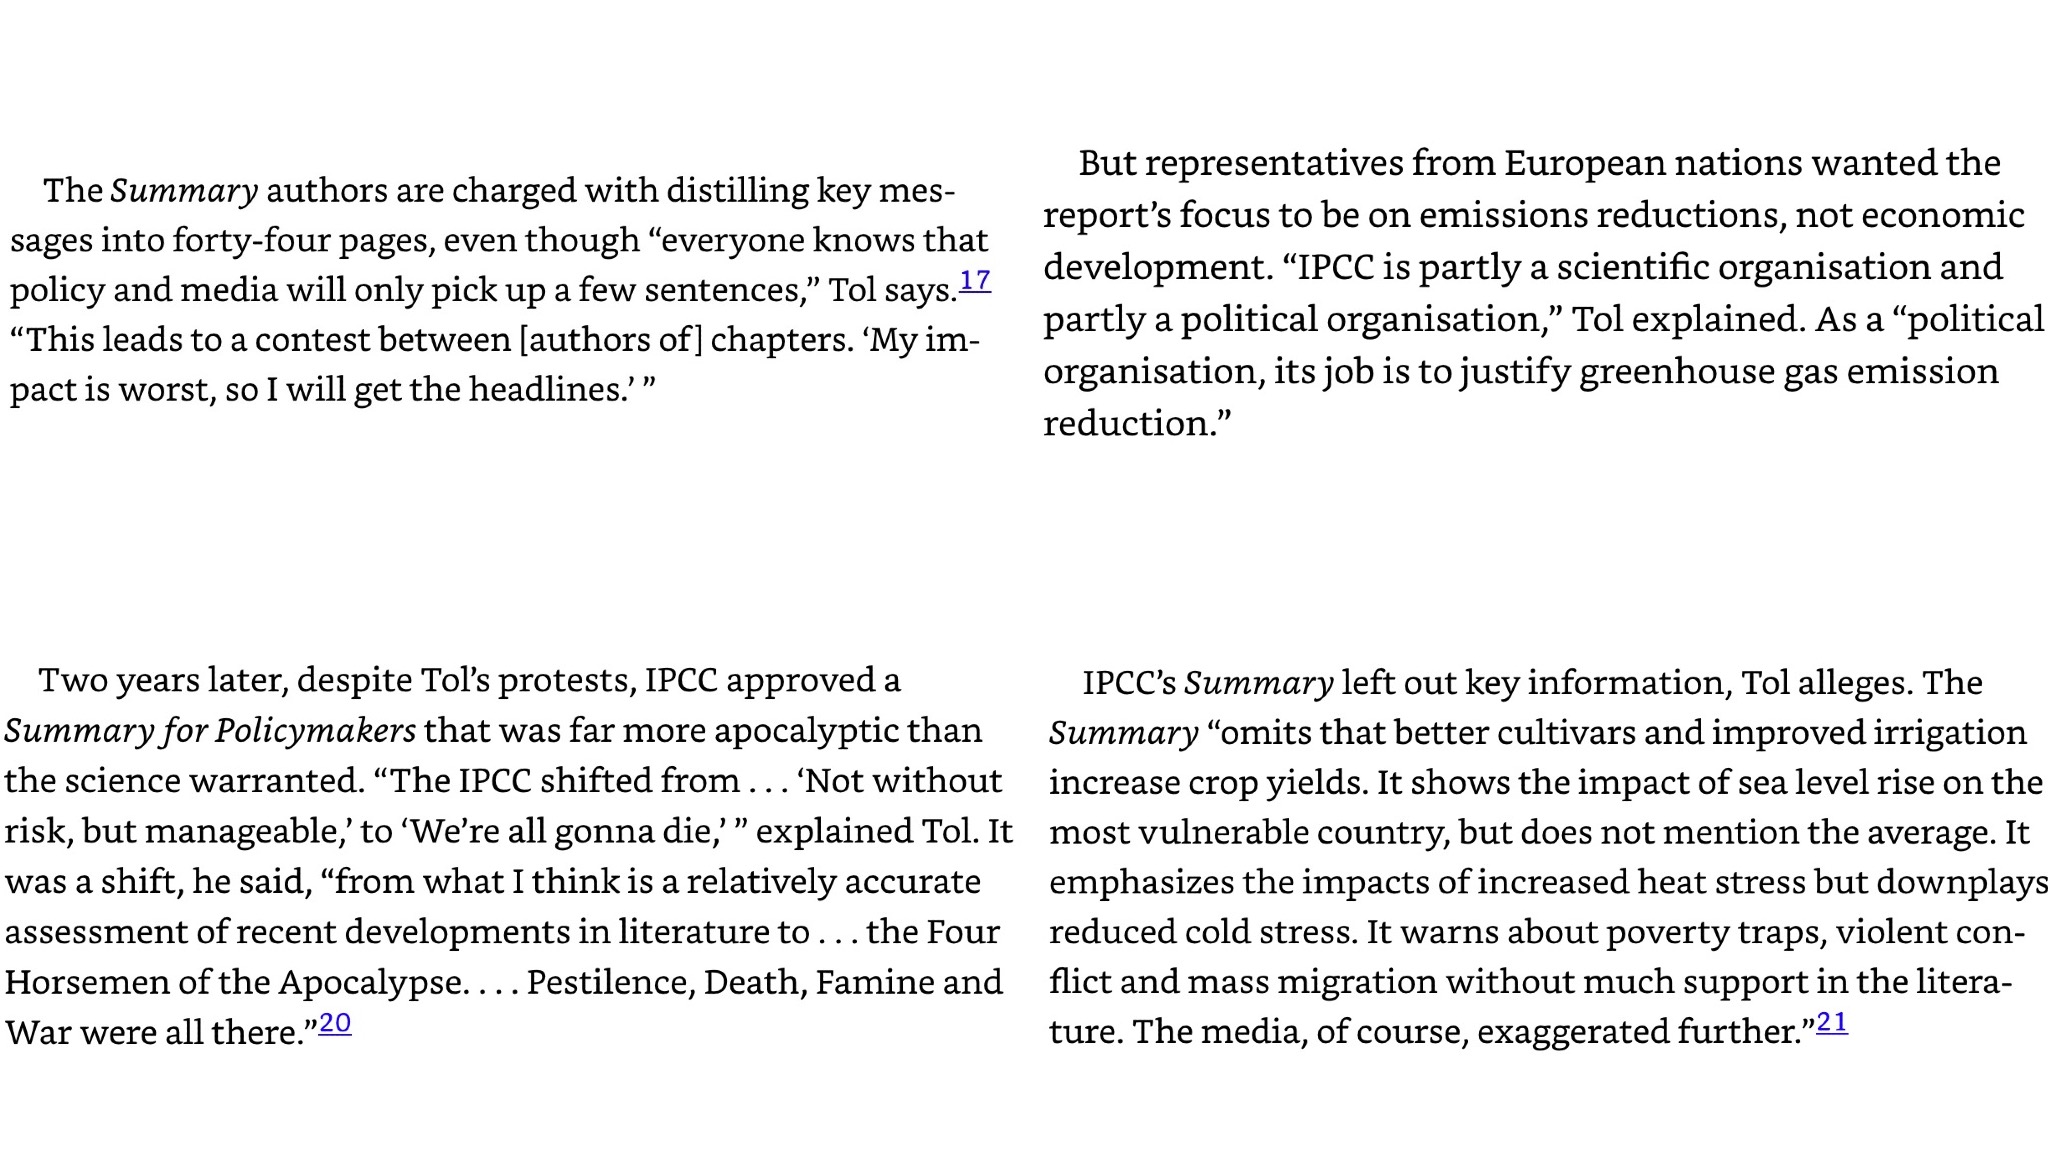 The Summary authors are charged with distilling key mes-
sages into forty-four pages, even though “everyone knows that
policy and media will only pick up a few sentences,” Tol says.17
“This leads to a contest between [authors of] chapters. ‘My im-
pact is worst, so I will get the headlines.’ ”
But representatives from European nations wanted the
report’s focus to be on emissions reductions, not economic
development. “IPCC is partly a scientific organisation and
partly a political organisation,” Tol explained. As a “political
organisation, its job is to justify greenhouse gas emission
reduction.”
Two years later, despite Tol’s protests, IPCC approved a
Summary for Policymakers that was far more apocalyptic than
the science warranted. “The IPCC shifted from . . . ‘Not without
risk, but manageable,’ to ‘We’re all gonna die,’ ” explained Tol. It
was a shift, he said, “from what I think is a relatively accurate
assessment of recent developments in literature to . . . the Four
Horsemen of the Apocalypse. . . . Pestilence, Death, Famine and
War were all there.”20
IPCC’s Summary left out key information, Tol alleges. The
Summary “omits that better cultivars and improved irrigation
increase crop yields. It shows the impact of sea level rise on the
most vulnerable country, but does not mention the average. It
emphasizes the impacts of increased heat stress but downplays
reduced cold stress. It warns about poverty traps, violent con-
flict and mass migration without much support in the litera-
ture. The media, of course, exaggerated further.”21